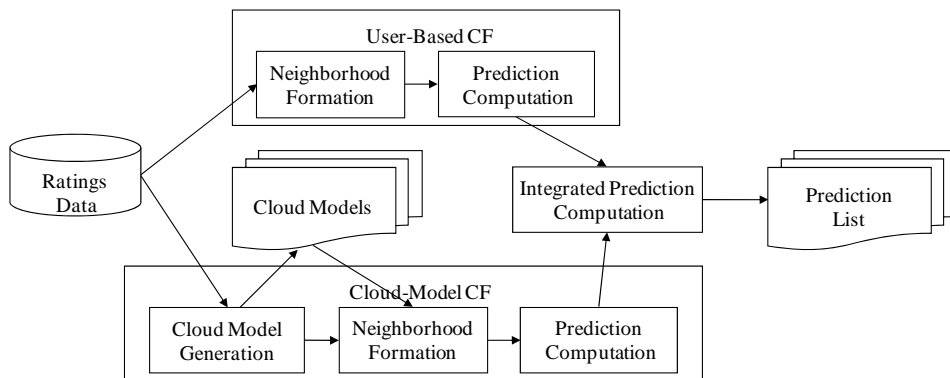 User-Based CF
Neighborhood
Formation
Prediction
Computation
Ratings
Data
Cloud Models
Integrated Prediction
Computation
Prediction
List
Cloud-Model CF
Cloud Model
Generation
Neighborhood
Formation
Prediction
Computation